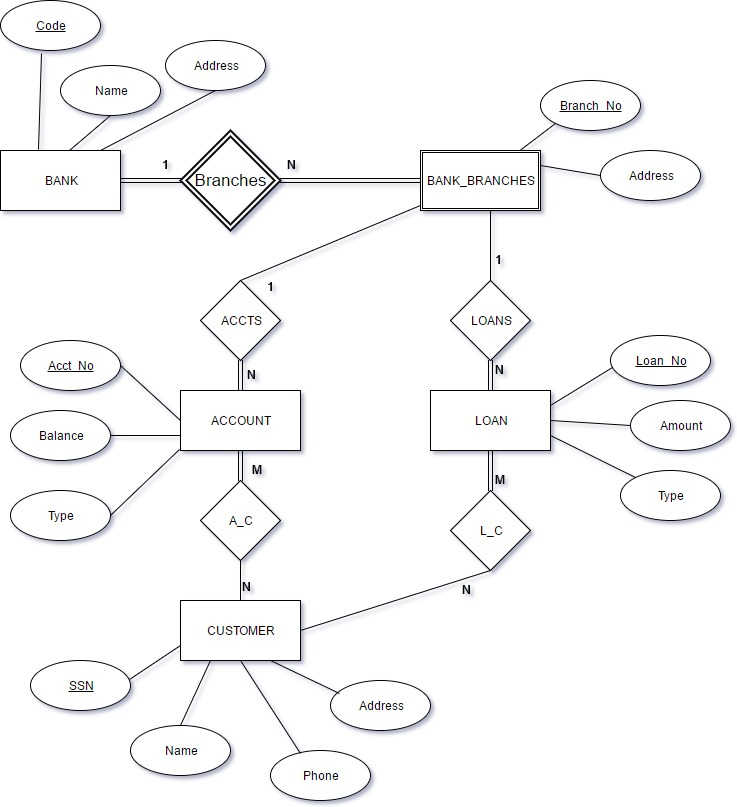 Code
Name
Address
Branch_No
Address
BANK
1
Branches
N
BANK_BRANCHES
1
1
ACCTS
LOANS
Acct_No
N
N
Loan_No
Balance
ACCOUNT
LOAN
Amount
Type
M
M
Type
A_C
L_C
N
N
CUSTOMER
SSN
Address
Name
Phone